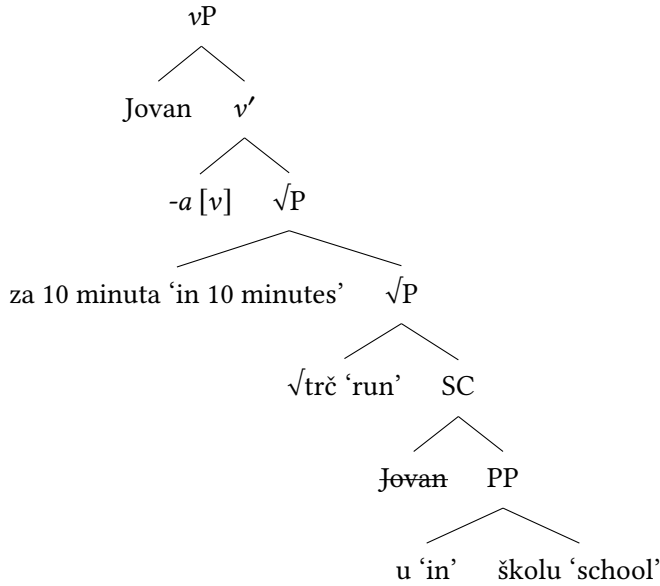 vP
Jovan v′
-a [v] √P
za 10 minuta ‘in 10 minutes’ √P
√trč ‘run’ SC
Jovan PP
u ‘in’ školu ‘school’